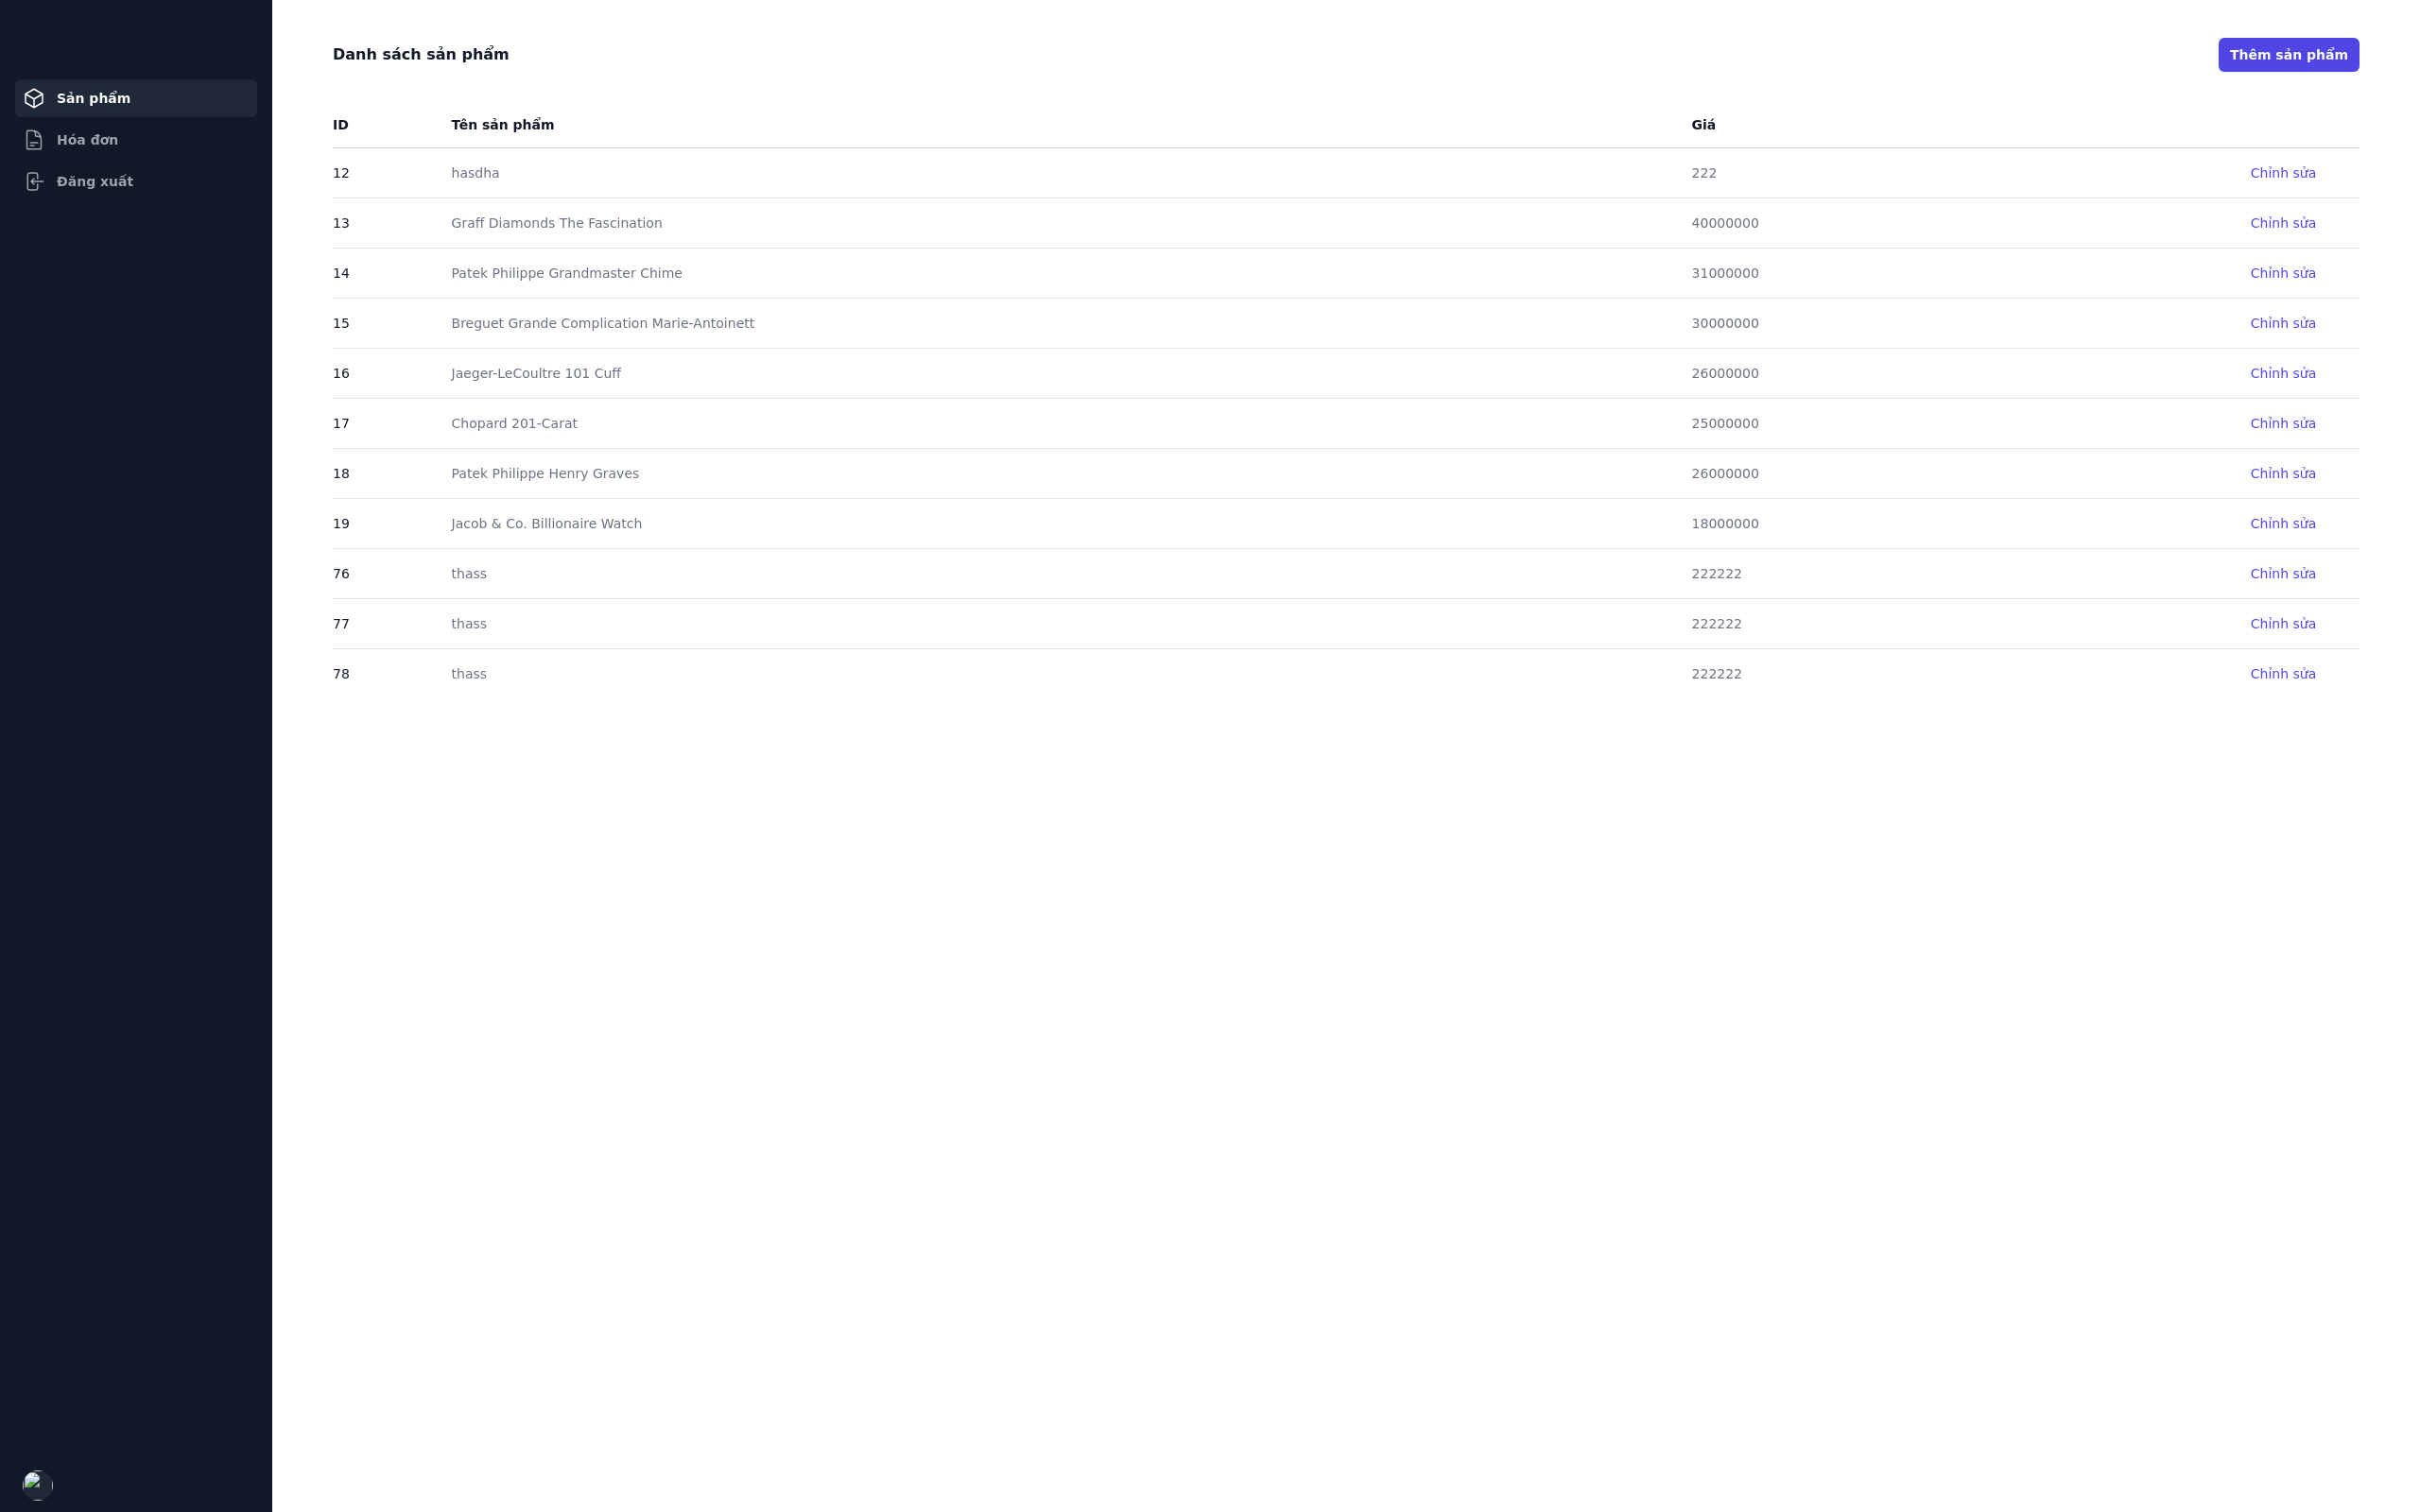 Sản phẩm
Hóa đơn
Đăng xuất
Danh sách sản phẩm
Thêm sản phẩm
ID Tên sản phẩm Giá
12 hasdha 222 Chỉnh sửa
13 Graff Diamonds The Fascination 40000000 Chỉnh sửa
14 Patek Philippe Grandmaster Chime 31000000 Chỉnh sửa
15 Breguet Grande Complication Marie-Antoinett 30000000 Chỉnh sửa
16 Jaeger-LeCoultre 101 Cuff 26000000 Chỉnh sửa
17 Chopard 201-Carat 25000000 Chỉnh sửa
18 Patek Philippe Henry Graves 26000000 Chỉnh sửa
19 Jacob & Co. Billionaire Watch 18000000 Chỉnh sửa
76 thass 222222 Chỉnh sửa
77 thass 222222 Chỉnh sửa
78 thass 222222 Chỉnh sửa